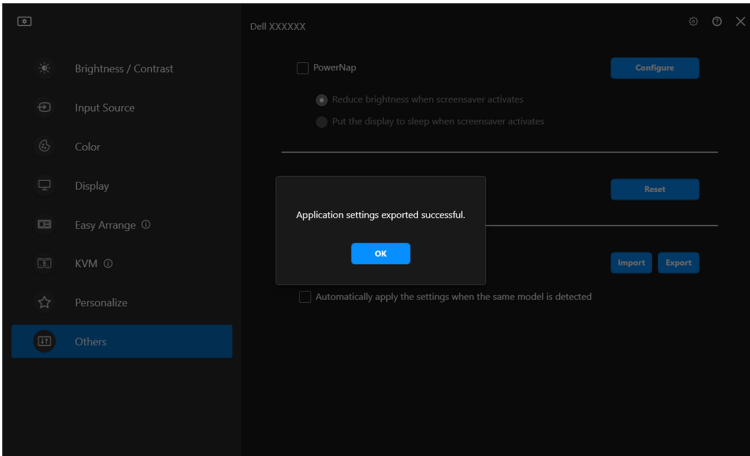 Dell XXXXXX
Brightness / Contrast
Input Source
Color
Display
Easy Arrange
KVM
Personalize
Others
PowerNap
Configure
Reduce brightness when screensaver activates
Put the display to sleep when screensaver activates
Reset
Application settings exported successful.
OK
Import Export
Automatically apply the settings when the same model is detected